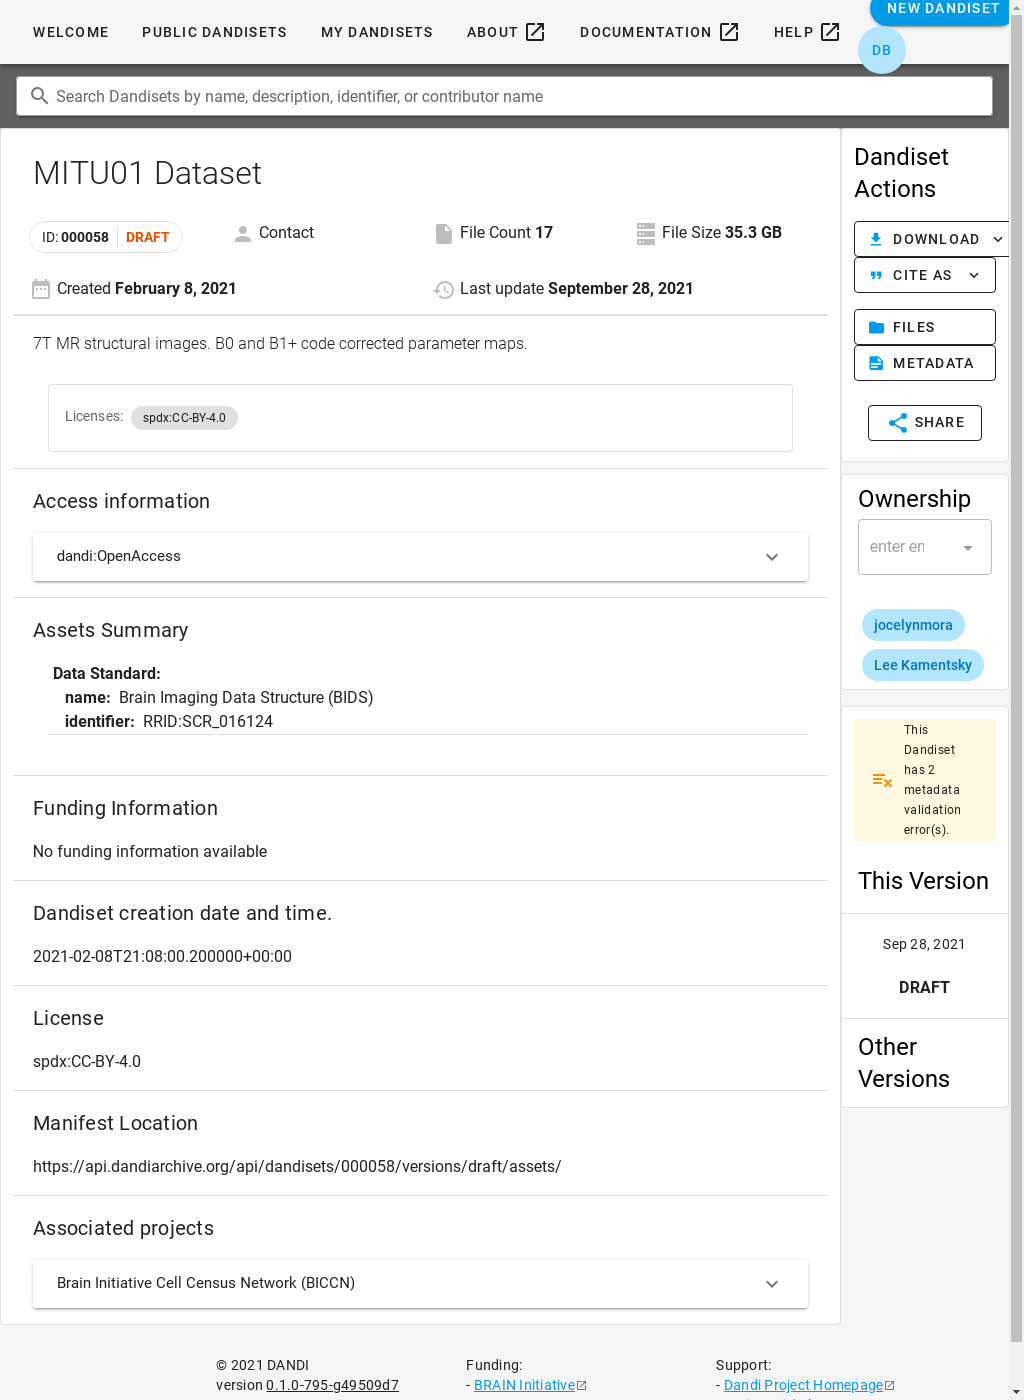 NEW DANDISET
WELCOME PUBLIC DANDISETS MY DANDISETS ABOUT DOCUMENTATION HELP
DB
Search Dandisets by name, description, identifier, or contributor name
MITU01 Dataset
ID: 000058 DRAFT Contact File Count 17 File Size 35.3 GB
Created February 8, 2021 Last update September 28, 2021
7T MR structural images. B0 and B1+ code corrected parameter maps.
Licenses: spdx:CC-BY-4.0
Access information
dandi:OpenAccess
Assets Summary
Data Standard:
name: Brain Imaging Data Structure (BIDS)
identifier: RRID:SCR_016124
Funding Information
No funding information available
Dandiset creation date and time.
2021-02-08T21:08:00.200000+00:00
License
spdx:CC-BY-4.0
Manifest Location
https://api.dandiarchive.org/api/dandisets/000058/versions/draft/assets/
Associated projects
Brain Initiative Cell Census Network (BICCN)
Dandiset
Actions
DOWNLOAD
CITE AS
FILES
METADATA
SHARE
Ownership
enter en
jocelynmora
Lee Kamentsky
This
Dandiset
has 2
metadata
validation
error(s).
This Version
Sep 28, 2021
DRAFT
Other
Versions
© 2021 DANDI
version 0.1.0-795-g49509d7
Funding:
- BRAIN Initiative
Support:
- Dandi Project Homepage